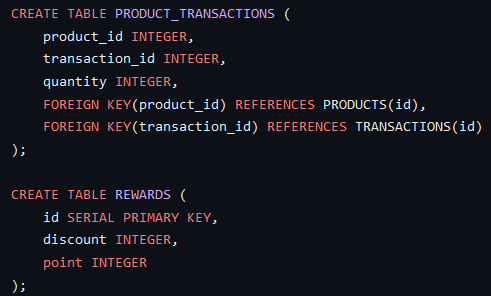 CREATE TABLE PRODUCT_TRANSACTIONS (
    product_id INTEGER,
    transaction_id INTEGER,
    quantity INTEGER,
    FOREIGN KEY(product_id) REFERENCES PRODUCTS(id),
    FOREIGN KEY(transaction_id) REFERENCES TRANSACTIONS(id)
);
CREATE TABLE REWARDS (
    id SERIAL PRIMARY KEY,
    discount INTEGER,
    point INTEGER
);